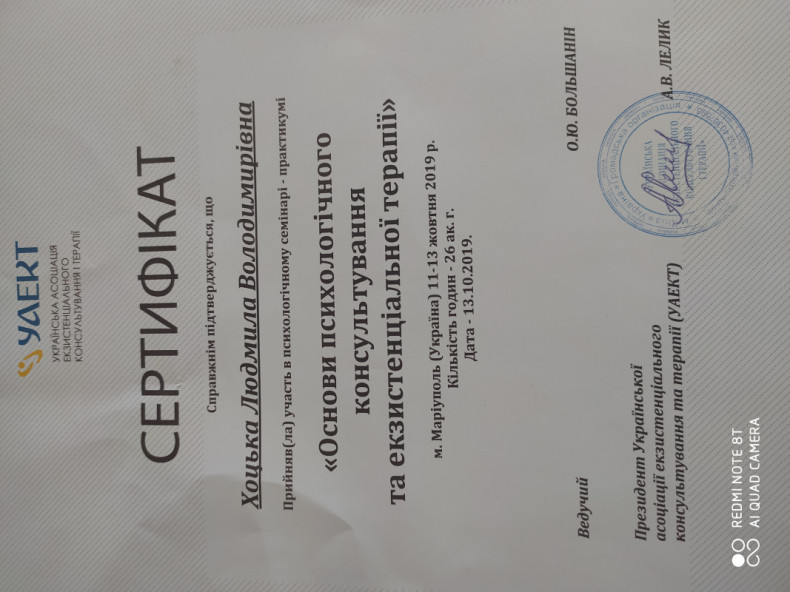 УАЕКТ
УКРАЇНСЬКА АСОЦІАЦІЯ
ЕКЗИСТЕНЦІАЛЬНОГО
КОНСУЛЬТУВАННЯ І ТЕРАПІЇ
СЕРТИФІКАТ
Справжнім підтверджується, що
Хоцька Людмила Володимирівна
Прийняв(ла) участь в психологічному семінарі - практикумі
«Основи психологічного
консультування
та екзистенціальної терапії»
м. Маріуполь (Україна) 11-13 жовтня 2019 р.
Кількість годин - 26 ак. г.
Дата - 13.10.2019.
Ведучий О.Ю. БОЛЬШАНІН
Президент Української
асоціації екзистенціального
консультування та терапії (УАЕКТ) А.В. ЛЕЛИК
REDMI NOTE 8T
AI QUAD CAMERA